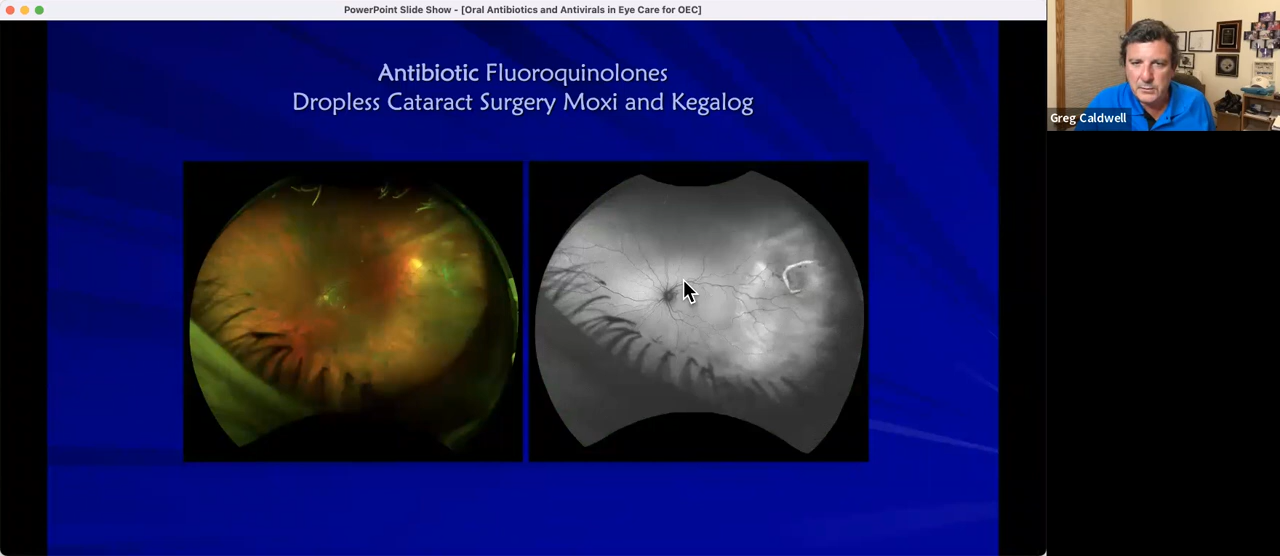 PowerPoint Slide Show - [Oral Antibiotics and Antivirals in Eye Care for OEC]
Antibiotic Fluoroquinolones
Dropless Cataract Surgery Moxi and Kegalog
Greg Caldwell